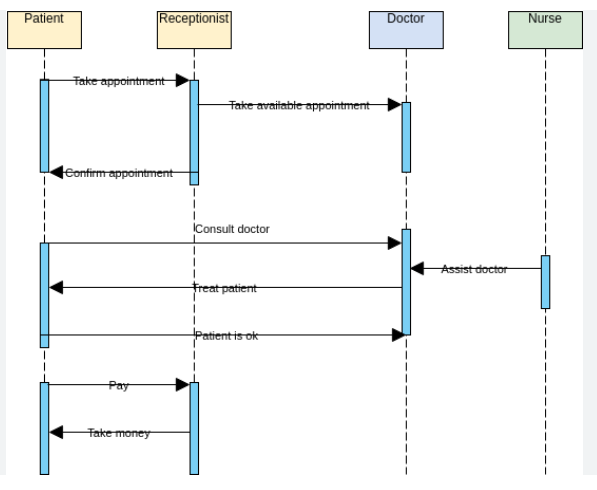 Patient
Receptionist
Doctor
Nurse
Take appointment
Take available appointment
Confirm appointment
Consult doctor
Assist doctor
Treat patient
Patient is ok
Pay
Take money